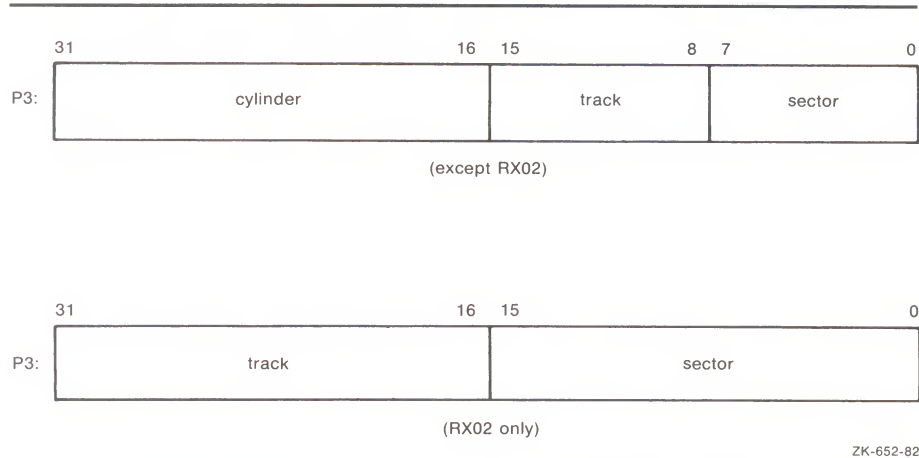 31 16 15 8 7 0
P3: cylinder track sector
(except RX02)
31 16 15 0
P3: track sector
(RX02 only)
ZK-652-82